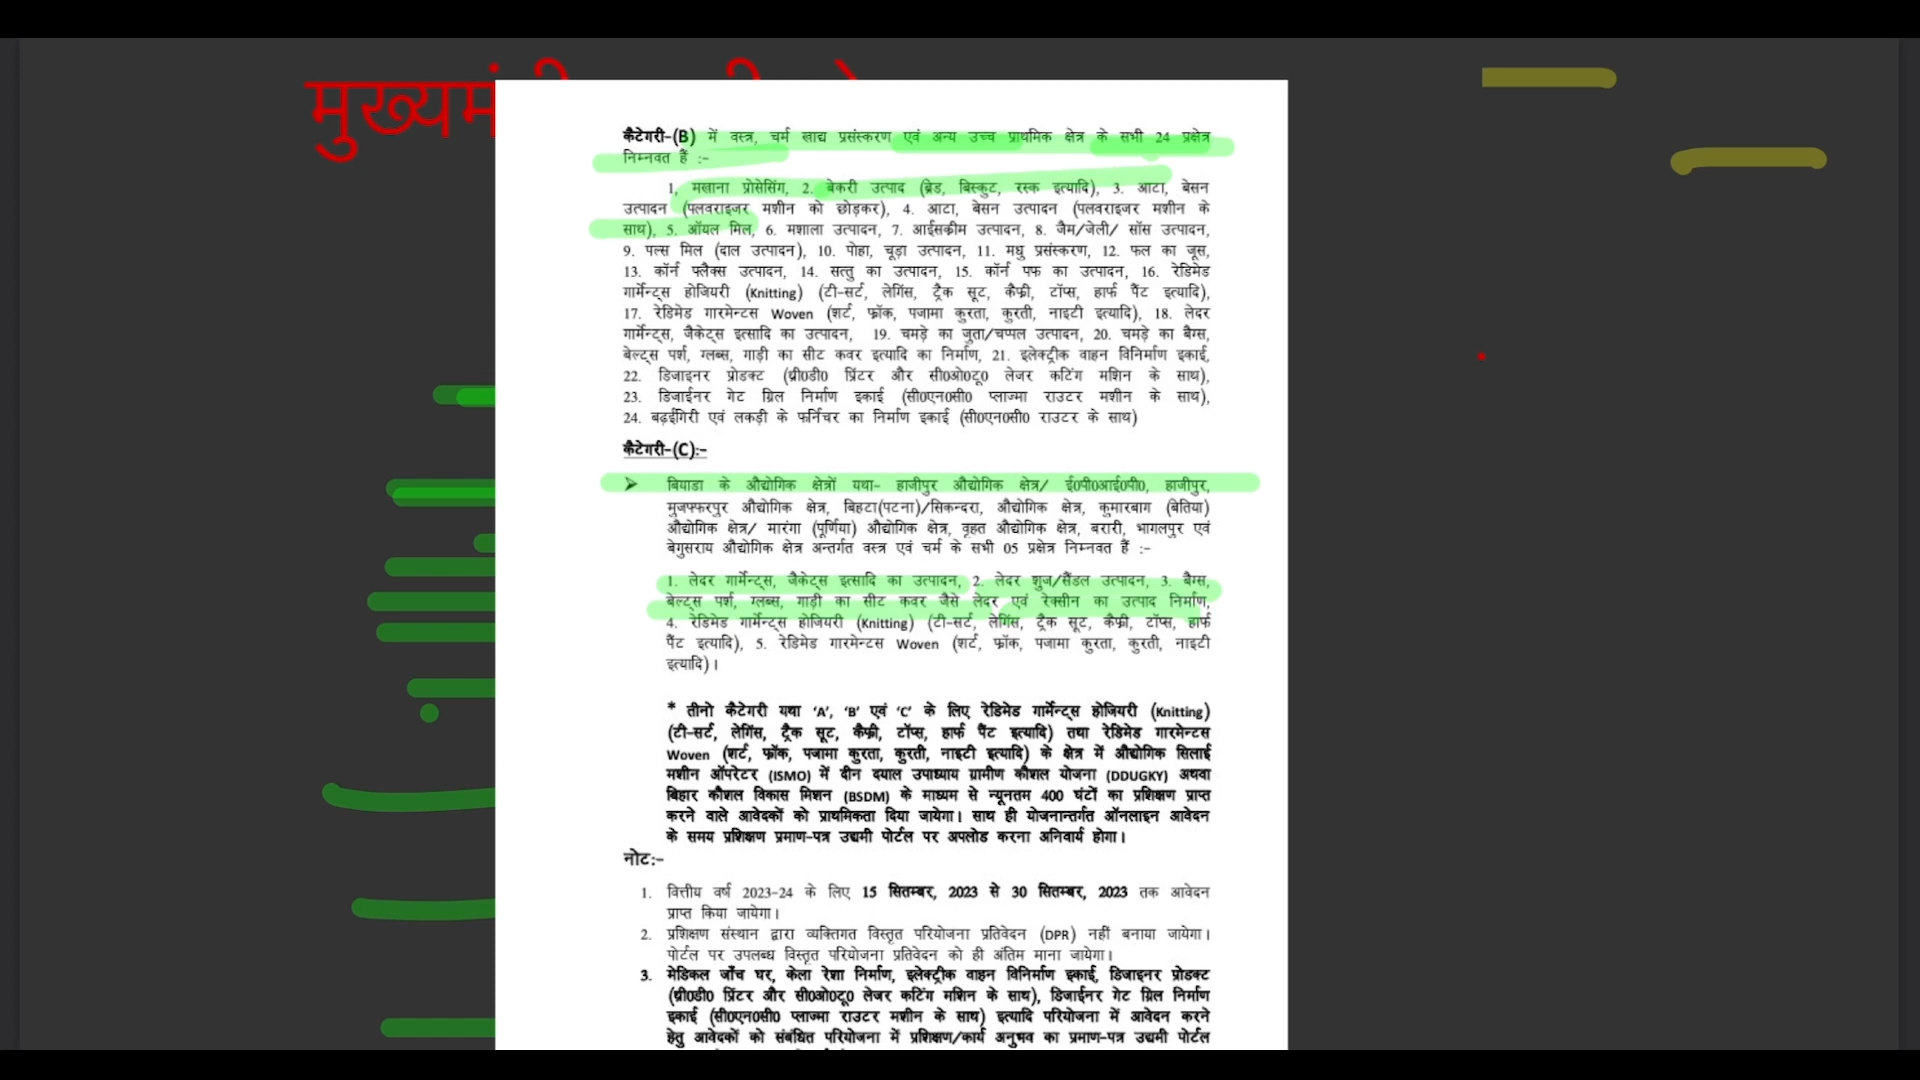 मुख्यमं
कैटेगरी-(B) में वस्त्र, चर्म खाद्य प्रसंस्करण एवं अन्य उच्च प्राथमिक क्षेत्र के सभी 24 प्रक्षेत्र
निम्नवत हैं :-
1, मखाना प्रोसेसिंग, 2. बेकरी उत्पाद (ब्रेड, बिस्कुट, रस्क इत्यादि), 3. आटा, बेसन
उत्पादन (पलवराइजर मशीन को छोड़कर), 4. आटा, बेसन उत्पादन (पलवराइजर मशीन के
साथ), 5. ऑयल मिल, 6. मशाला उत्पादन, 7. आईसक्रीम उत्पादन, 8. जैम/जेली/ सॉस उत्पादन,
9. पल्स मिल (दाल उत्पादन), 10. पोहा, चूड़ा उत्पादन, 11. मधु प्रसंस्करण, 12. फल का जूस,
13. कॉर्न फ्लैक्स उत्पादन, 14. सत्तु का उत्पादन, 15. कॉर्न पफ का उत्पादन, 16. रेडिमेड
गार्मेन्ट्स होजियरी (Knitting) (टी-सर्ट, लेगिंस, ट्रैक सूट, कैफ्री, टॉप्स, हार्फ पैंट इत्यादि),
17. रेडिमेड गारमेन्टस Woven (शर्ट, फ्रॉक, पजामा कुरता, कुरती, नाइटी इत्यादि), 18. लेदर
गार्मेन्ट्स, जैकेट्स इत्सादि का उत्पादन, 19. चमड़े का जुता/चप्पल उत्पादन, 20. चमड़े का बैग्स,
बेल्ट्स पर्श, ग्लब्स, गाड़ी का सीट कवर इत्यादि का निर्माण, 21. इलेक्ट्रीक वाहन विनिर्माण इकाई,
22. डिजाइनर प्रोडक्ट (थ्री0डी0 प्रिंटर और सी0ओ0टू0 लेजर कटिंग मशिन के साथ),
23. डिजाईनर गेट ग्रिल निर्माण इकाई (सी0एन0सी0 प्लाज्मा राउटर मशीन के साथ),
24. बढ़ईगिरी एवं लकड़ी के फर्निचर का निर्माण इकाई (सी0एन0सी0 राउटर के साथ)
कैटेगरी-(C):-
➢ बियाडा के औद्योगिक क्षेत्रों यथा- हाजीपुर औद्योगिक क्षेत्र/ ई0पी0आई0पी0, हाजीपुर,
मुजफ्फरपुर औद्योगिक क्षेत्र, बिहटा(पटना)/सिकन्दरा, औद्योगिक क्षेत्र, कुमारबाग (बेतिया)
औद्योगिक क्षेत्र/ मारंगा (पूर्णिया) औद्योगिक क्षेत्र, वृहत औद्योगिक क्षेत्र, बरारी, भागलपुर एवं
बेगुसराय औद्योगिक क्षेत्र अन्तर्गत वस्त्र एवं चर्म के सभी 05 प्रक्षेत्र निम्नवत हैं :-
1. लेदर गार्मेन्ट्स, जैकेट्स इत्सादि का उत्पादन, 2. लेदर शुज/सैंडल उत्पादन, 3. बैग्स,
बेल्ट्स पर्श, ग्लब्स, गाड़ी का सीट कवर जैसे लेदर एवं रेक्सीन का उत्पाद निर्माण,
4. रेडिमेड गार्मेन्ट्स होजियरी (Knitting) (टी-सर्ट, लेगिंस, ट्रैक सूट, कैफ्री, टॉप्स, हार्फ
पैंट इत्यादि), 5. रेडिमेड गारमेन्टस Woven (शर्ट, फ्रॉक, पजामा कुरता, कुरती, नाइटी
इत्यादि)।
* तीनो कैटेगरी यथा ‘A’, ‘B’ एवं ‘C’ के लिए रेडिमेड गार्मेन्ट्स होजियरी (Knitting)
(टी-सर्ट, लेगिंस, ट्रैक सूट, कैफ्री, टॉप्स, हार्फ पैंट इत्यादि) तथा रेडिमेड गारमेन्टस
Woven (शर्ट, फ्रॉक, पजामा कुरता, कुरती, नाइटी इत्यादि) के क्षेत्र में औद्योगिक सिलाई
मशीन ऑपरेटर (ISMO) में दीन दयाल उपाध्याय ग्रामीण कौशल योजना (DDUGKY) अथवा
बिहार कौशल विकास मिशन (BSDM) के माध्यम से न्यूनतम 400 घंटों का प्रशिक्षण प्राप्त
करने वाले आवेदकों को प्राथमिकता दिया जायेगा। साथ ही योजनान्तर्गत ऑनलाइन आवेदन
के समय प्रशिक्षण प्रमाण-पत्र उद्यमी पोर्टल पर अपलोड करना अनिवार्य होगा।
नोट:-
1. वित्तीय वर्ष 2023-24 के लिए 15 सितम्बर, 2023 से 30 सितम्बर, 2023 तक आवेदन
प्राप्त किया जायेगा।
2. प्रशिक्षण संस्थान द्वारा व्यक्तिगत विस्तृत परियोजना प्रतिवेदन (DPR) नहीं बनाया जायेगा।
पोर्टल पर उपलब्ध विस्तृत परियोजना प्रतिवेदन को ही अंतिम माना जायेगा।
3. मेडिकल जाँच घर, केला रेशा निर्माण, इलेक्ट्रीक वाहन विनिर्माण इकाई, डिजाइनर प्रोडक्ट
(थ्री0डी0 प्रिंटर और सी0ओ0टू0 लेजर कटिंग मशिन के साथ), डिजाईनर गेट ग्रिल निर्माण
इकाई (सी0एन0सी0 प्लाज्मा राउटर मशीन के साथ) इत्यादि परियोजना में आवेदन करने
हेतु आवेदकों को संबंधित परियोजना में प्रशिक्षण/कार्य अनुभव का प्रमाण-पत्र उद्यमी पोर्टल